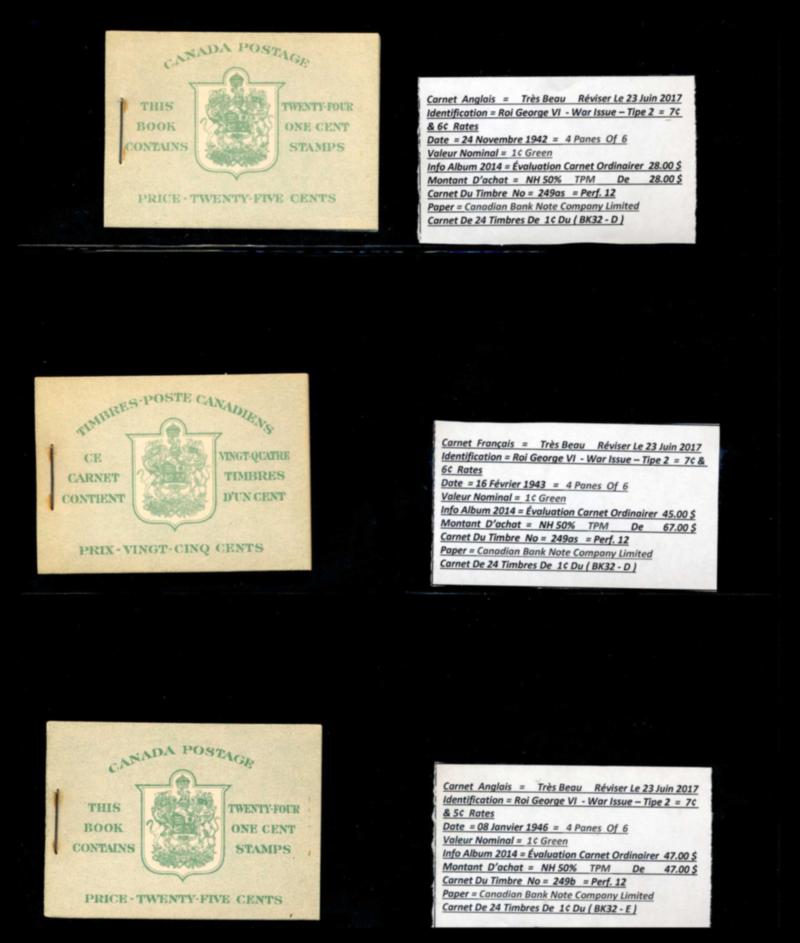 CANADA POSTAGE
THIS
BOOK
CONTAINS
TWENTY-FOUR
ONE CENT
STAMPS
PRICE - TWENTY-FIVE CENTS
Carnet Anglais = Très Beau Réviser Le 23 Juin 2017
Identification = Roi George VI - War Issue – Tipe 2 = 7¢
& 6¢ Rates
Date = 24 Novembre 1942 = 4 Panes Of 6
Valeur Nominal = 1¢ Green
Info Album 2014 = Évaluation Carnet Ordinairer 28.00 $
Montant D'achat = NH 50% TPM De 28.00 $
Carnet Du Timbre No = 249as = Perf. 12
Paper = Canadian Bank Note Company Limited
Carnet De 24 Timbres De 1¢ Du ( BK32 - D )
TIMBRES-POSTE CANADIENS
CE
CARNET
CONTIENT
VINGT-QUATRE
TIMBRES
D'UN CENT
PRIX - VINGT - CINQ CENTS
Carnet Français = Très Beau Réviser Le 23 Juin 2017
Identification = Roi George VI - War Issue – Tipe 2 = 7¢ &
6¢ Rates
Date = 16 Février 1943 = 4 Panes Of 6
Valeur Nominal = 1¢ Green
Info Album 2014 = Évaluation Carnet Ordinairer 45.00 $
Montant D'achat = NH 50% TPM De 67.00 $
Carnet Du Timbre No = 249as = Perf. 12
Paper = Canadian Bank Note Company Limited
Carnet De 24 Timbres De 1¢ Du ( BK32 - D )
CANADA POSTAGE
THIS
BOOK
CONTAINS
TWENTY-FOUR
ONE CENT
STAMPS
PRICE - TWENTY-FIVE CENTS
Carnet Anglais = Très Beau Réviser Le 23 Juin 2017
Identification = Roi George VI - War Issue – Tipe 2 = 7¢
& 5¢ Rates
Date = 08 Janvier 1946 = 4 Panes Of 6
Valeur Nominal = 1¢ Green
Info Album 2014 = Évaluation Carnet Ordinairer 47.00 $
Montant D'achat = NH 50% TPM De 47.00 $
Carnet Du Timbre No = 249b = Perf. 12
Paper = Canadian Bank Note Company Limited
Carnet De 24 Timbres De 1¢ Du ( BK32 - E )